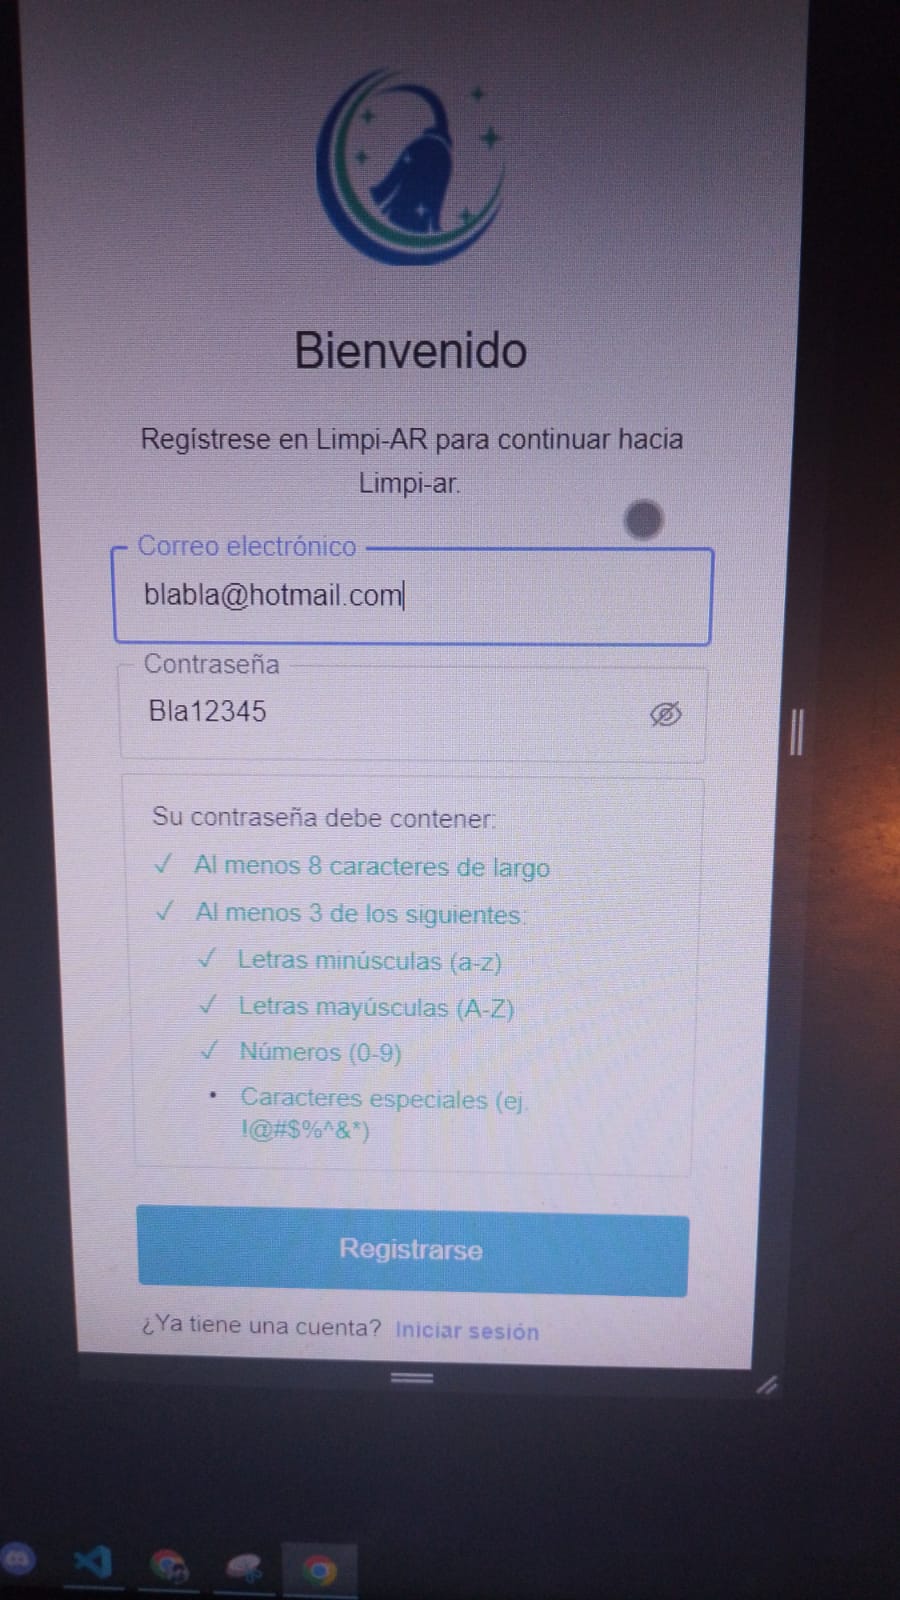 Bienvenido
Regístrese en Limpi-AR para continuar hacia
Limpi-ar.
Correo electrónico
blabla@hotmail.com
Contraseña
Bla12345
Su contraseña debe contener:
Al menos 8 caracteres de largo
Al menos 3 de los siguientes:
Letras minúsculas (a-z)
Letras mayúsculas (A-Z)
Números (0-9)
Caracteres especiales (ej.
!@#$%^&*)
Registrarse
¿Ya tiene una cuenta? Iniciar sesión